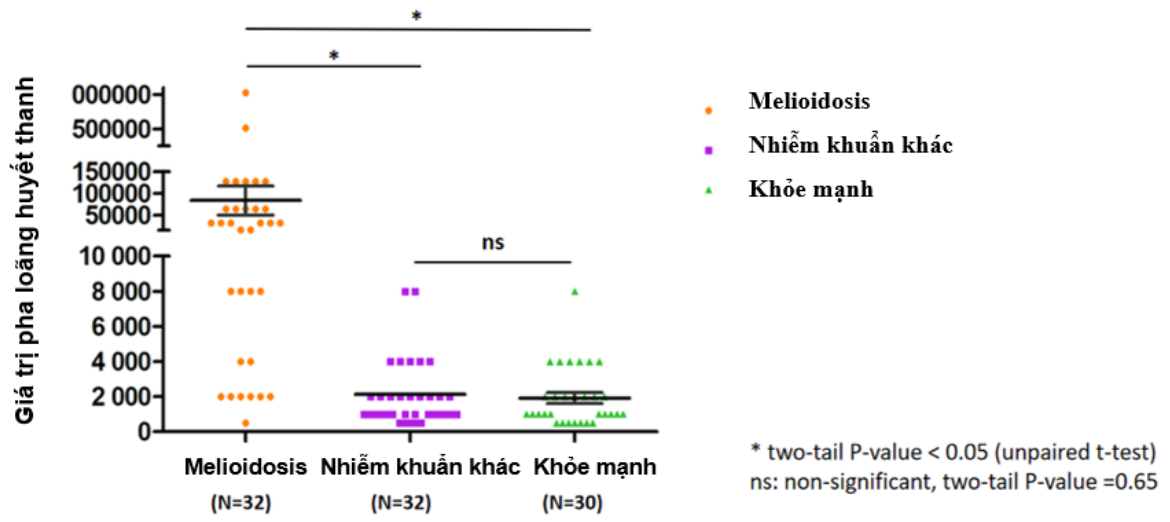 *
*
Giá trị pha loãng huyết thanh
000000
500000
150000
100000
50000
10 000
8 000
6 000
4 000
2 000
0
ns
Melioidosis
Nhiễm khuẩn khác
Khỏe mạnh
Melioidosis Nhiễm khuẩn khác Khỏe mạnh
(N=32) (N=32) (N=30)
* two-tail P-value < 0.05 (unpaired t-test)
ns: non-significant, two-tail P-value =0.65